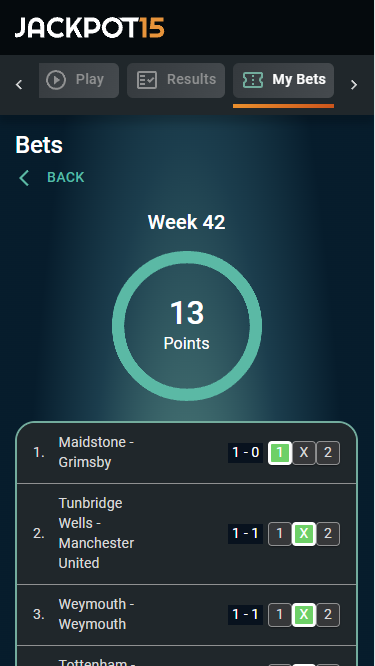 JACKPOT15
Play
Results
My Bets
Bets
BACK
Week 42
13
Points
1.
Maidstone -
Grimsby
1 - 0
1
X
2
2.
Tunbridge
Wells -
Manchester
United
1 - 1
1
X
2
3.
Weymouth -
Weymouth
1 - 1
1
X
2
Tottenham -